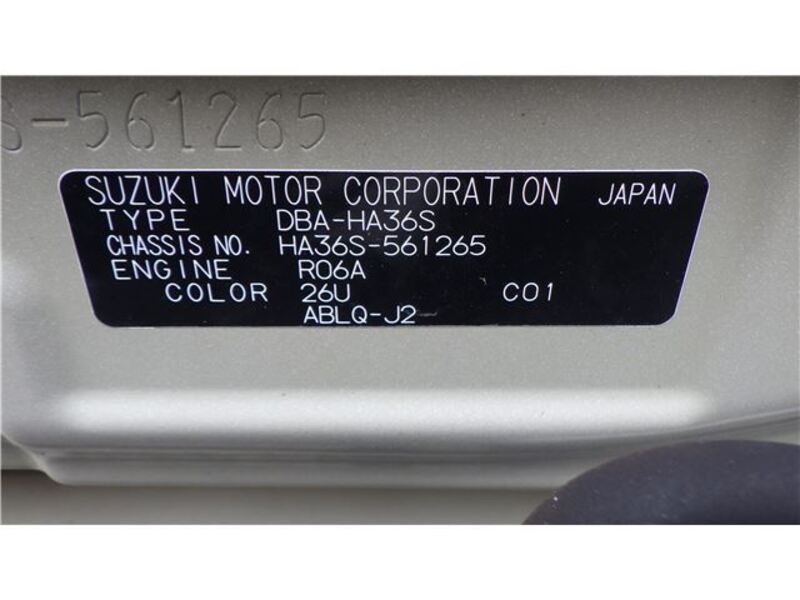 S-561265
SUZUKI MOTOR CORPORATION JAPAN
TYPE DBA-HA36S
CHASSIS NO. HA36S-561265
ENGINE R06A
COLOR 26U C01
ABLQ-J2